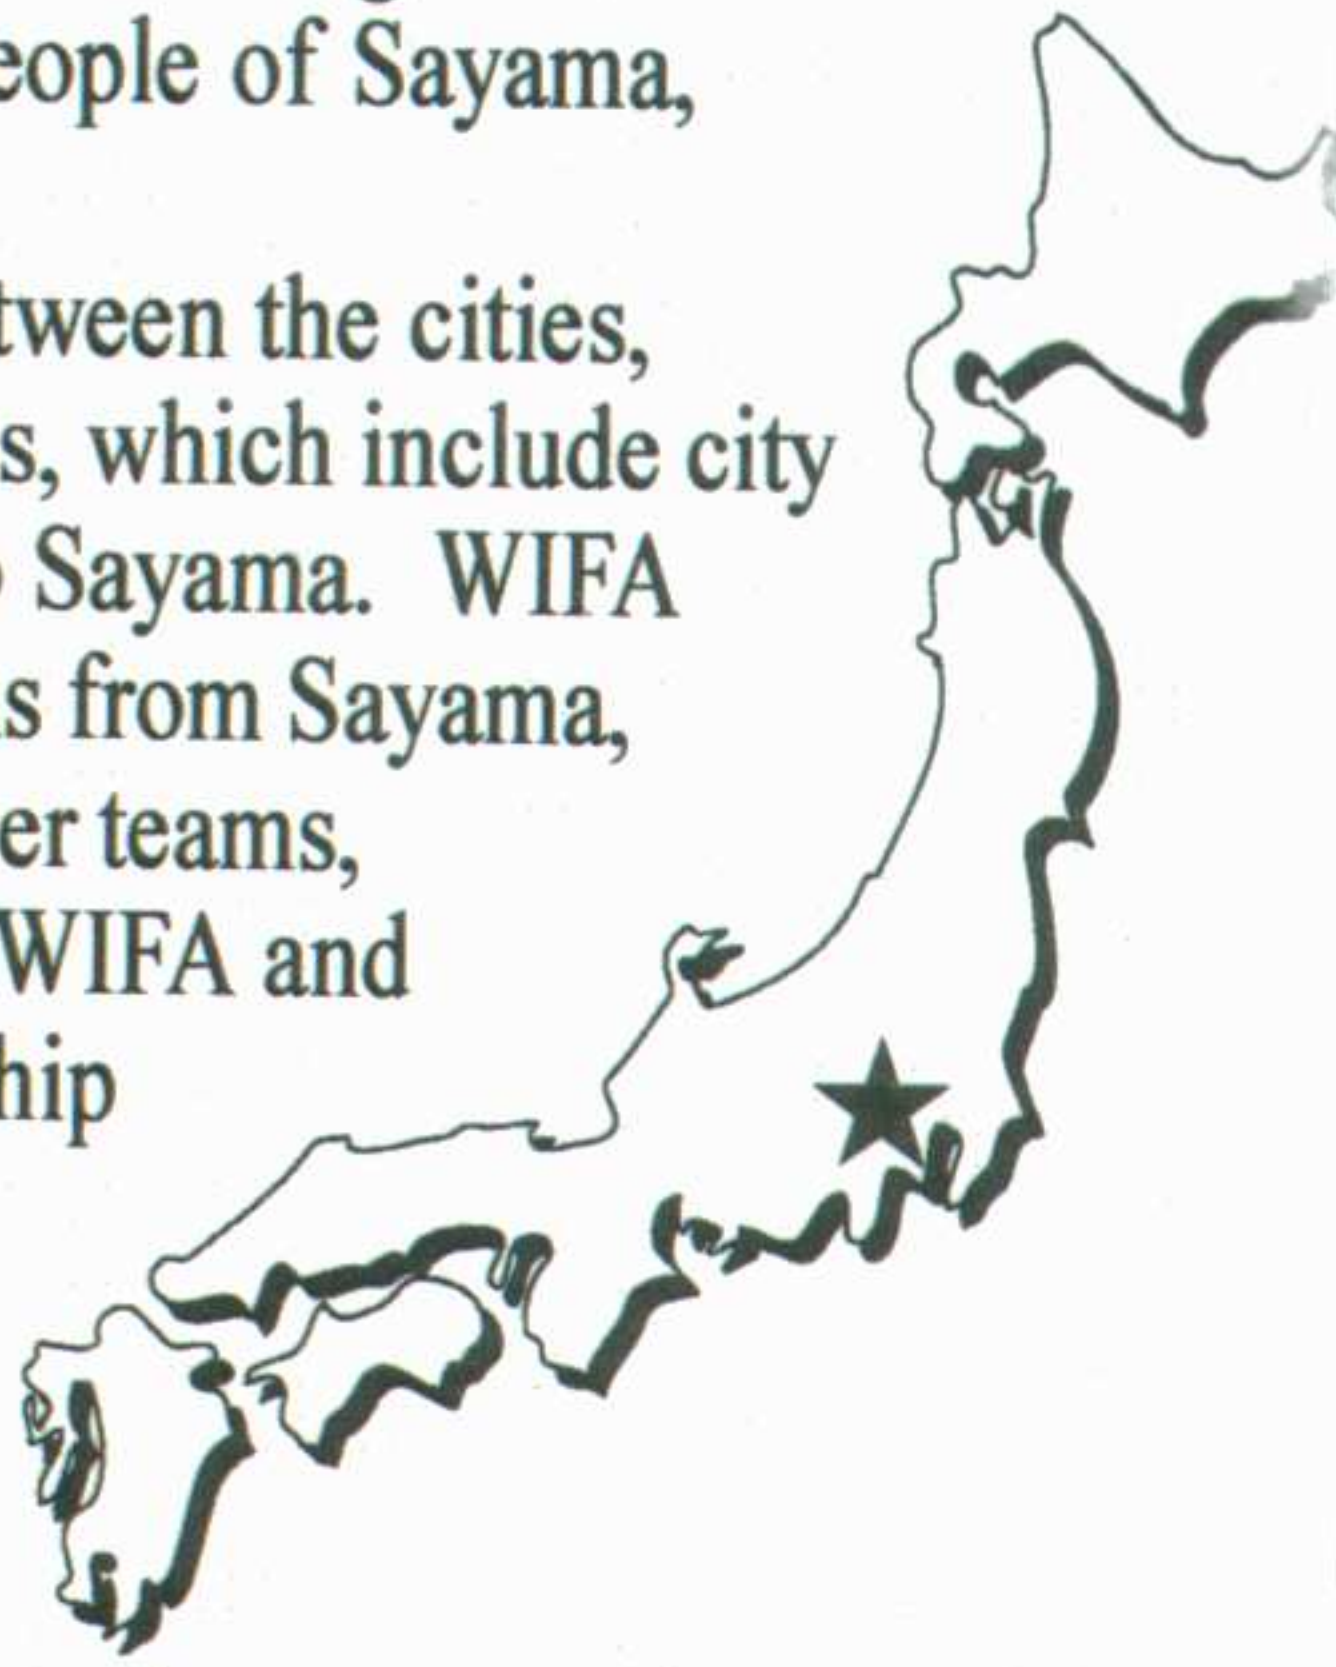 eople of Sayama,
tween the cities,
s, which include city
Sayama. WIFA
s from Sayama,
er teams,
WIFA and
hip